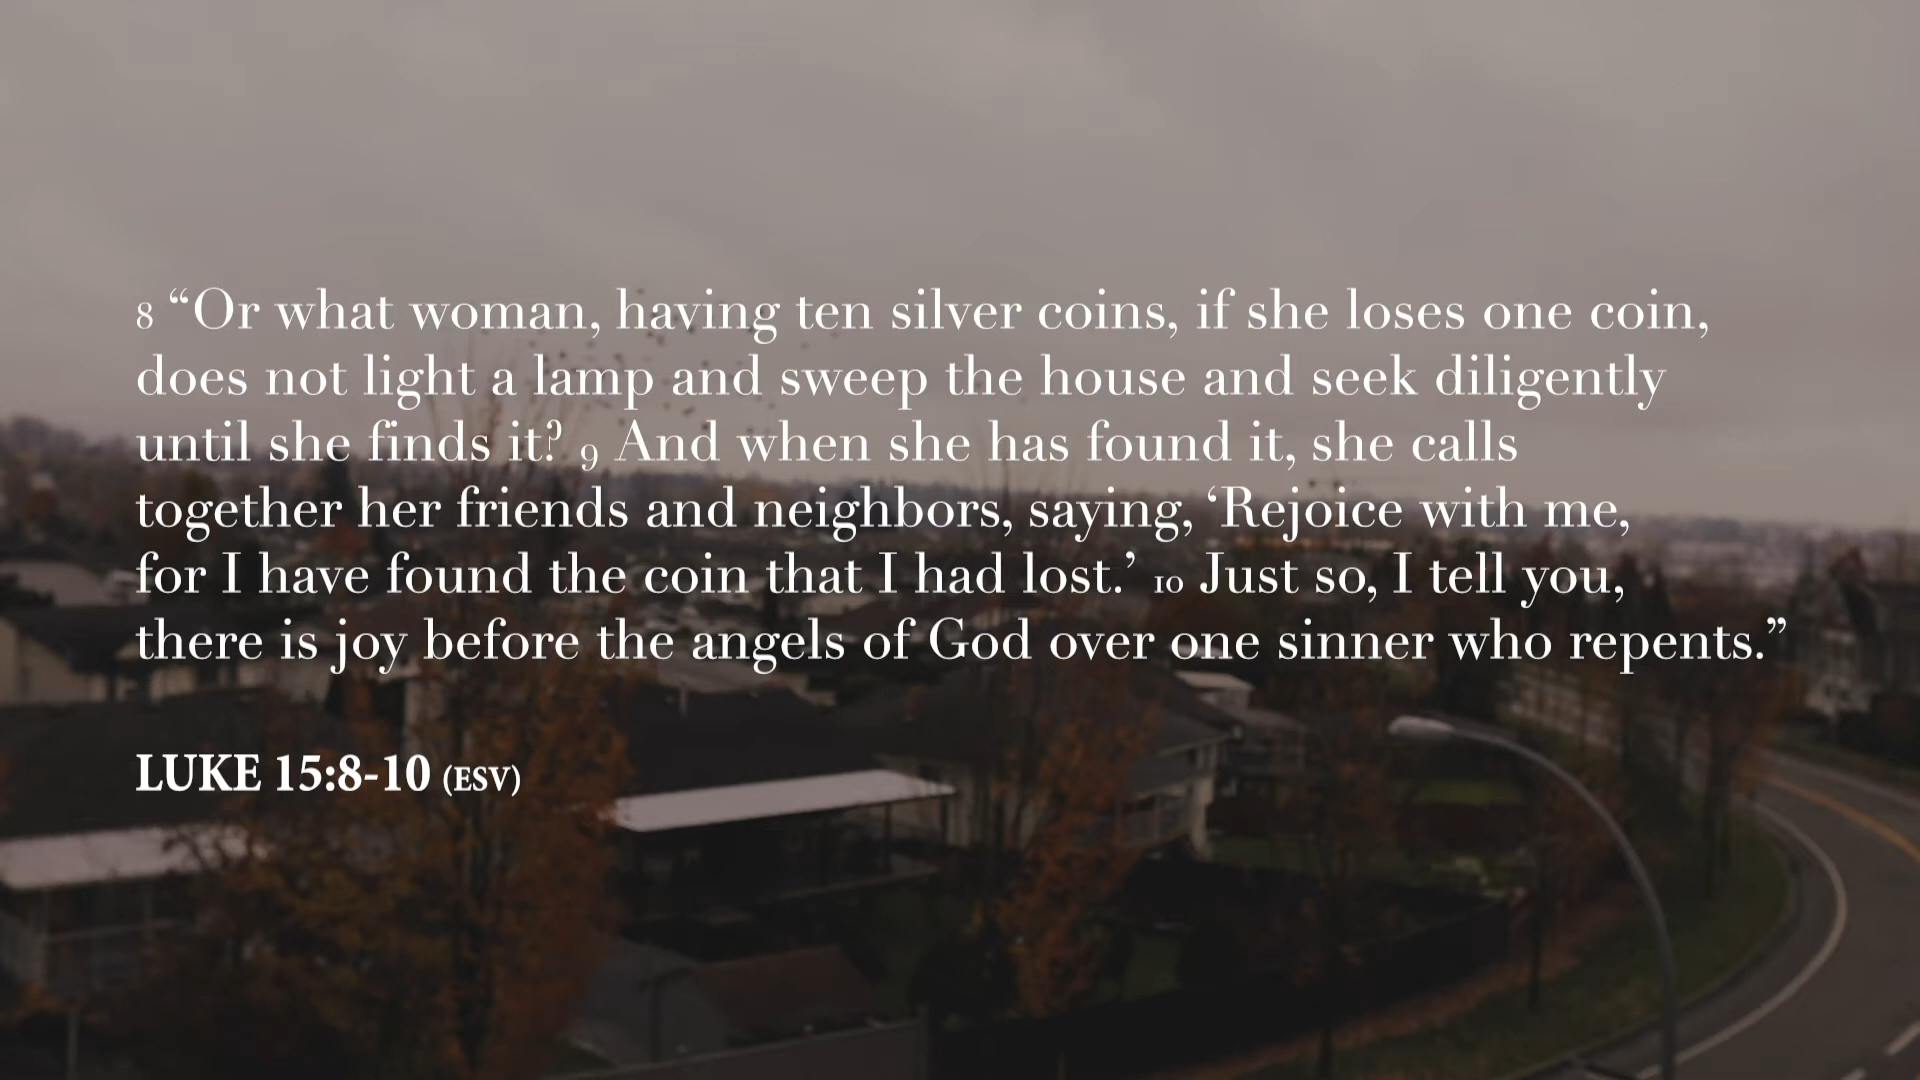 8 “Or what woman, having ten silver coins, if she loses one coin,
does not light a lamp and sweep the house and seek diligently
until she finds it? 9 And when she has found it, she calls
together her friends and neighbors, saying, ‘Rejoice with me,
for I have found the coin that I had lost.’ 10 Just so, I tell you,
there is joy before the angels of God over one sinner who repents.”
LUKE 15:8-10 (ESV)